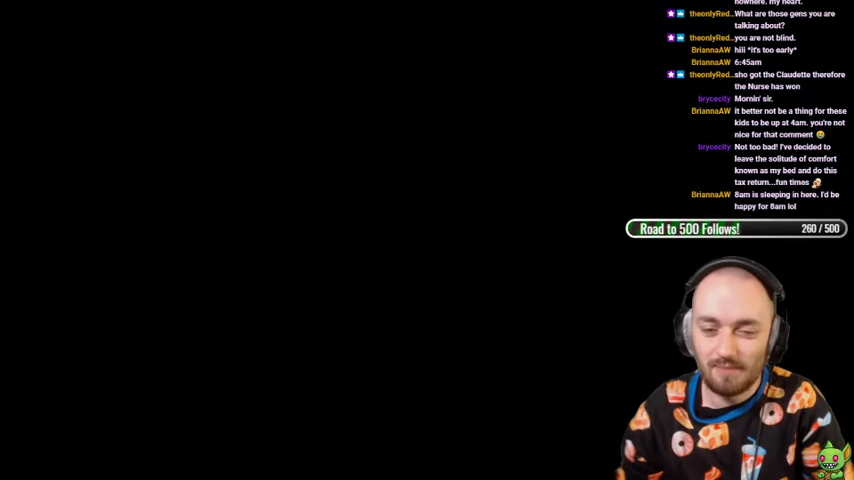 nowhere. my heart.
theonlyRed.. What are those gens you are
talking about?
theonlyRed.. you are not blind.
BriannaAW hiii *it's too early*
BriannaAW 6:45am
theonlyRed.. sho got the Claudette therefore
the Nurse has won
brycecity Mornin' sir.
BriannaAW it better not be a thing for these
kids to be up at 4am. you're not
nice for that comment 😅
brycecity Not too bad! I've decided to
leave the solitude of comfort
known as my bed and do this
tax return...fun times
BriannaAW 8am is sleeping in here. I'd be
happy for 8am lol
Road to 500 Follows! 260 / 500